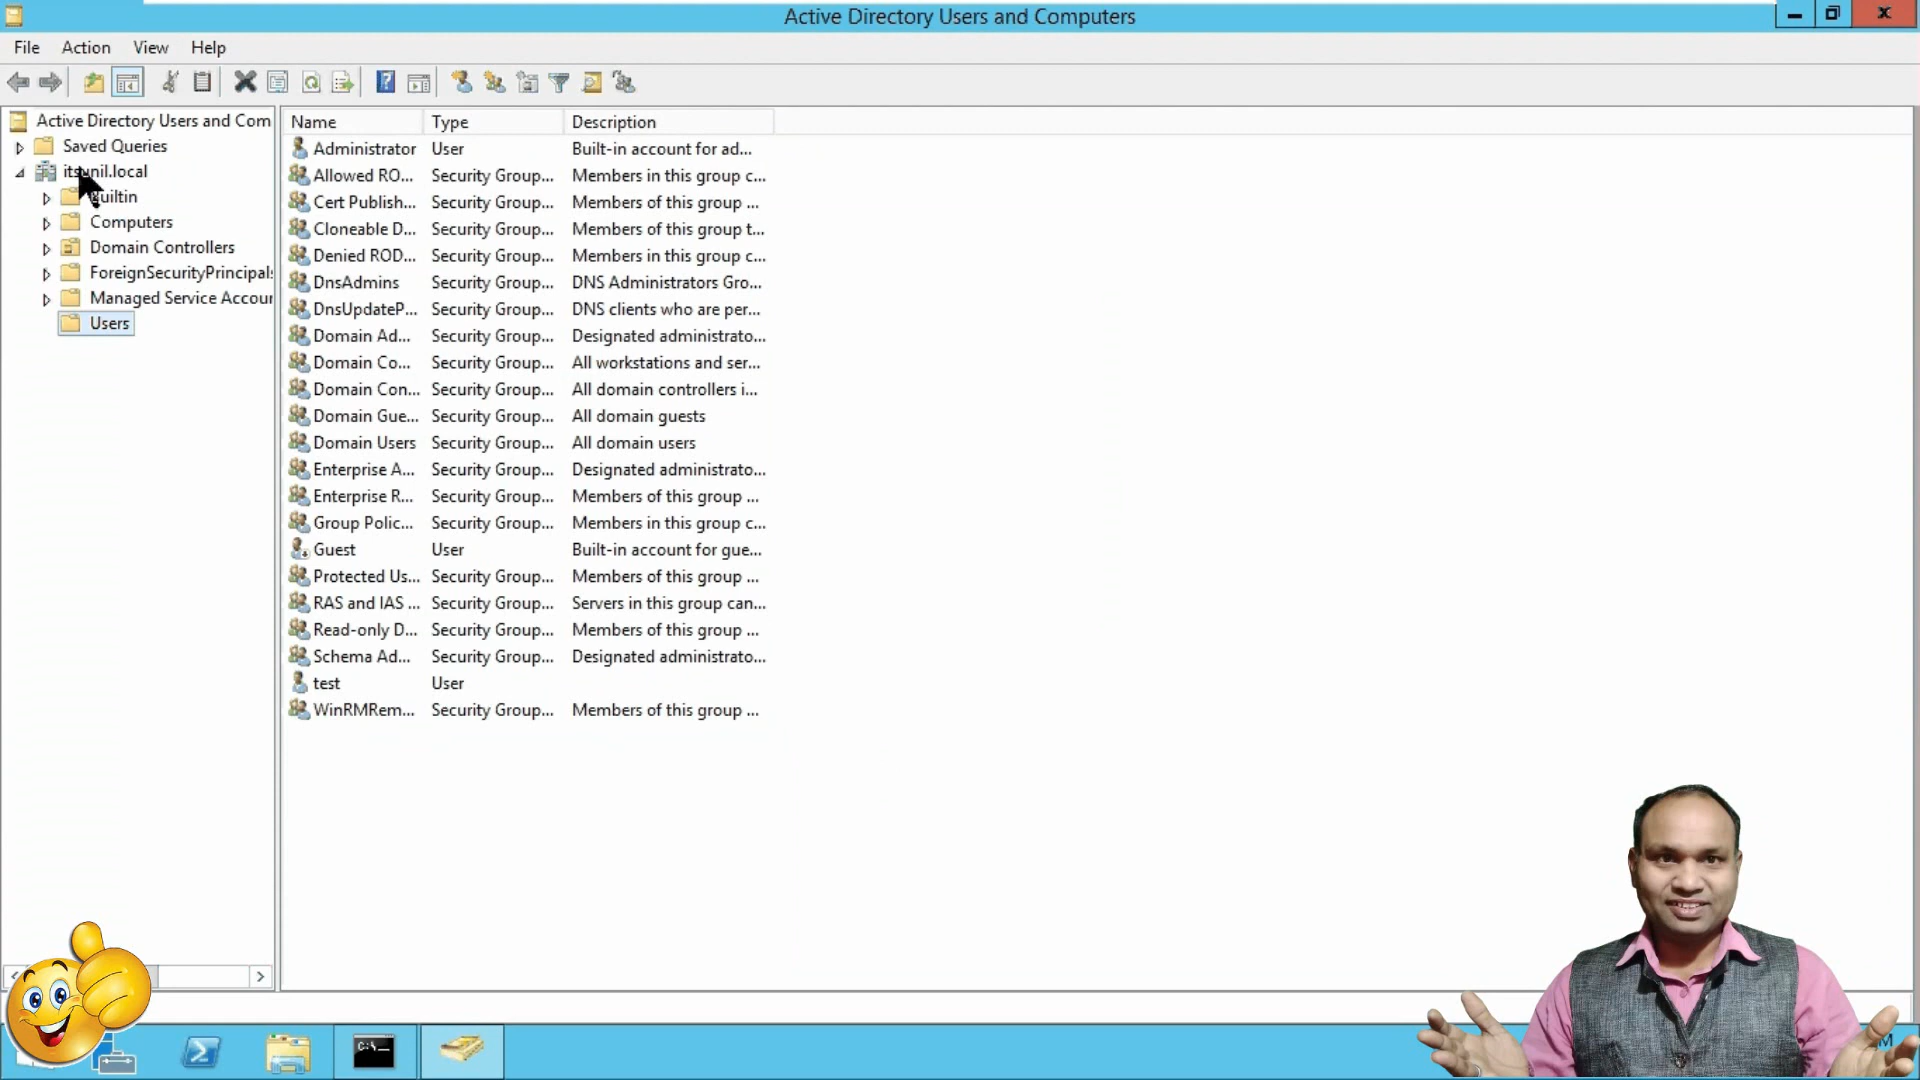 Active Directory Users and Computers
File Action View Help
Active Directory Users and Com
Saved Queries
itsunil.local
Builtin
Computers
Domain Controllers
ForeignSecurityPrincipals
Managed Service Accoun
Users
Name Type Description
Administrator User Built-in account for ad...
Allowed RO... Security Group... Members in this group c...
Cert Publish... Security Group... Members of this group ...
Cloneable D... Security Group... Members of this group t...
Denied ROD... Security Group... Members in this group c...
DnsAdmins Security Group... DNS Administrators Gro...
DnsUpdateP... Security Group... DNS clients who are per...
Domain Ad... Security Group... Designated administrato...
Domain Co... Security Group... All workstations and ser...
Domain Con... Security Group... All domain controllers i...
Domain Gue... Security Group... All domain guests
Domain Users Security Group... All domain users
Enterprise A... Security Group... Designated administrato...
Enterprise R... Security Group... Members of this group ...
Group Polic... Security Group... Members in this group c...
Guest User Built-in account for gue...
Protected Us... Security Group... Members of this group ...
RAS and IAS ... Security Group... Servers in this group can...
Read-only D... Security Group... Members of this group ...
Schema Ad... Security Group... Designated administrato...
test User
WinRMRem... Security Group... Members of this group ...